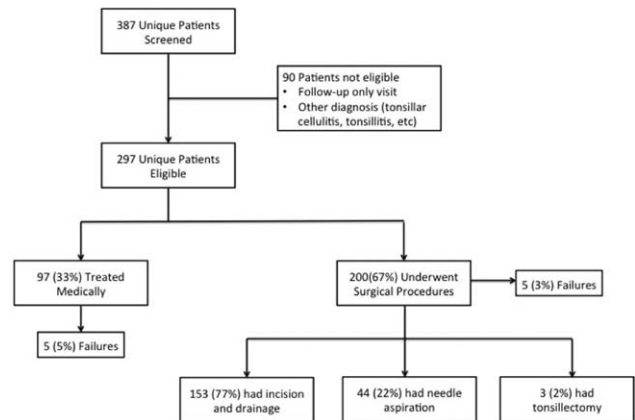 387 Unique Patients
Screened
90 Patients not eligible
• Follow-up only visit
• Other diagnosis (tonsillar
cellulitis, tonsillitis, etc)
297 Unique Patients
Eligible
97 (33%) Treated
Medically
200(67%) Underwent
Surgical Procedures
5 (3%) Failures
5 (5%) Failures
153 (77%) had incision
and drainage
44 (22%) had needle
aspiration
3 (2%) had
tonsillectomy